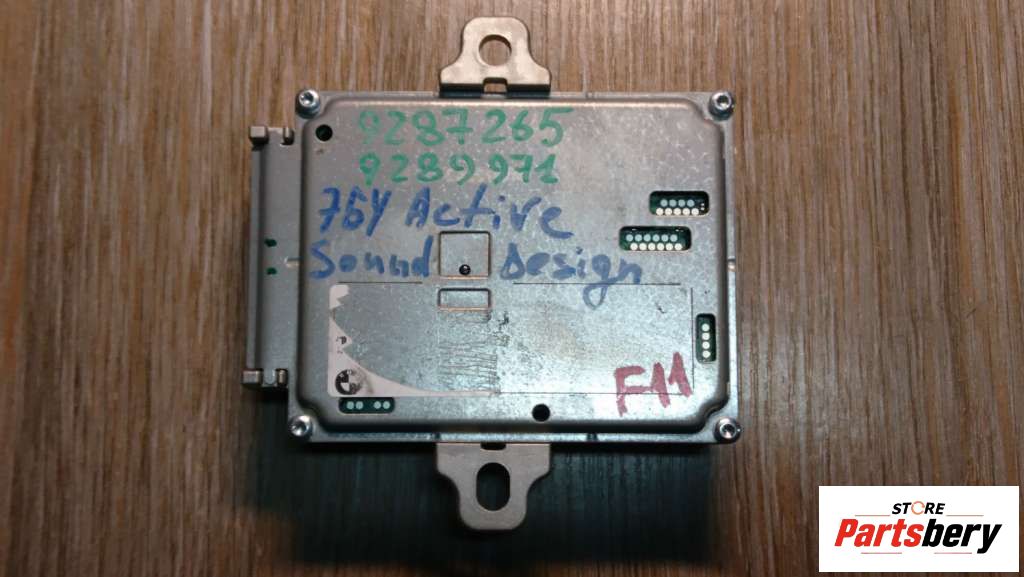 9287265
9289971
76Y Active
Sound Design
F11
STORE
Partsbery